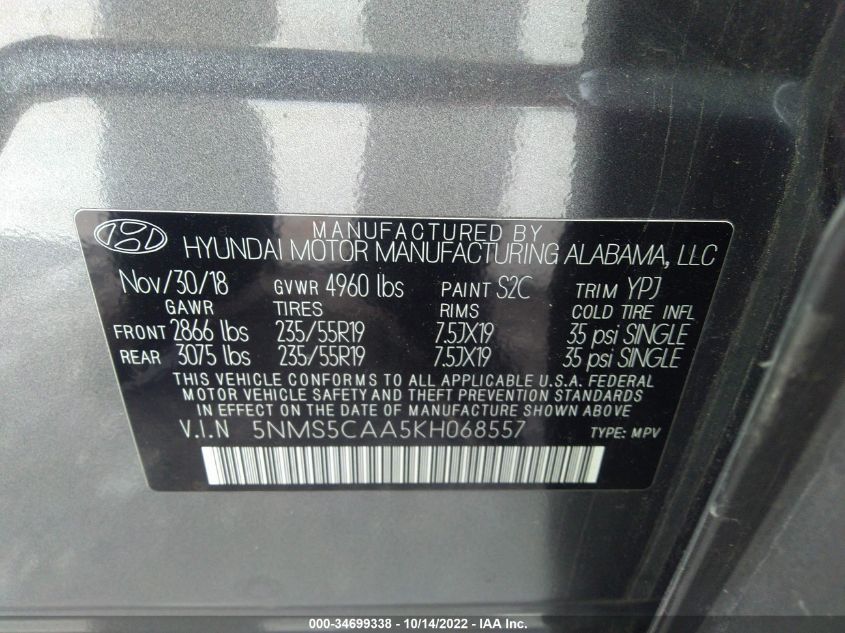 MANUFACTURED BY
HYUNDAI MOTOR MANUFACTURING ALABAMA, LLC
Nov/30/18 GVWR 4960 lbs PAINT S2C TRIM YPJ
GAWR TIRES RIMS COLD TIRE INFL
FRONT 2866 lbs 235/55R19 7.5JX19 35 psi SINGLE
REAR 3075 lbs 235/55R19 7.5JX19 35 psi SINGLE
THIS VEHICLE CONFORMS TO ALL APPLICABLE U.S.A. FEDERAL
MOTOR VEHICLE SAFETY AND THEFT PREVENTION STANDARDS
IN EFFECT ON THE DATE OF MANUFACTURE SHOWN ABOVE.
V.I.N 5NMS5CAA5KH068557 TYPE: MPV
000-34699338 - 10/14/2022 - IAA Inc.